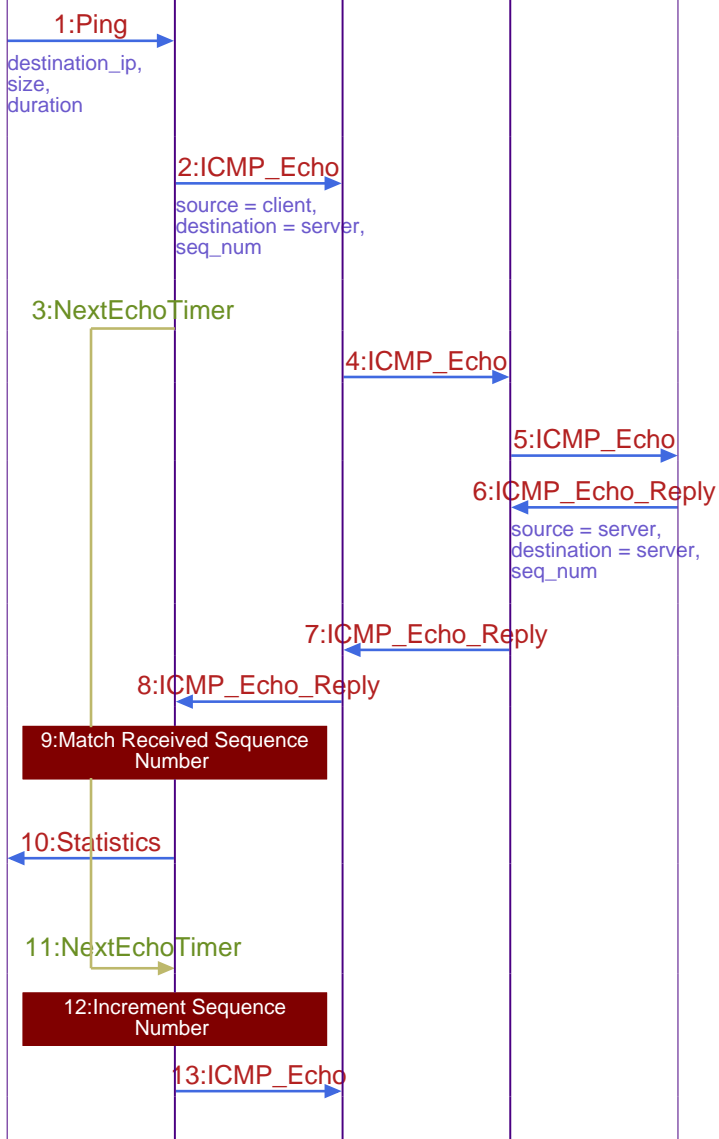 1:Ping
destination_ip,
size,
duration
2:ICMP_Echo
source = client,
destination = server,
seq_num
3:NextEchoTimer
4:ICMP_Echo
5:ICMP_Echo
6:ICMP_Echo_Reply
source = server,
destination = server,
seq_num
7:ICMP_Echo_Reply
8:ICMP_Echo_Reply
9:Match Received Sequence
Number
10:Statistics
11:NextEchoTimer
12:Increment Sequence
Number
13:ICMP_Echo